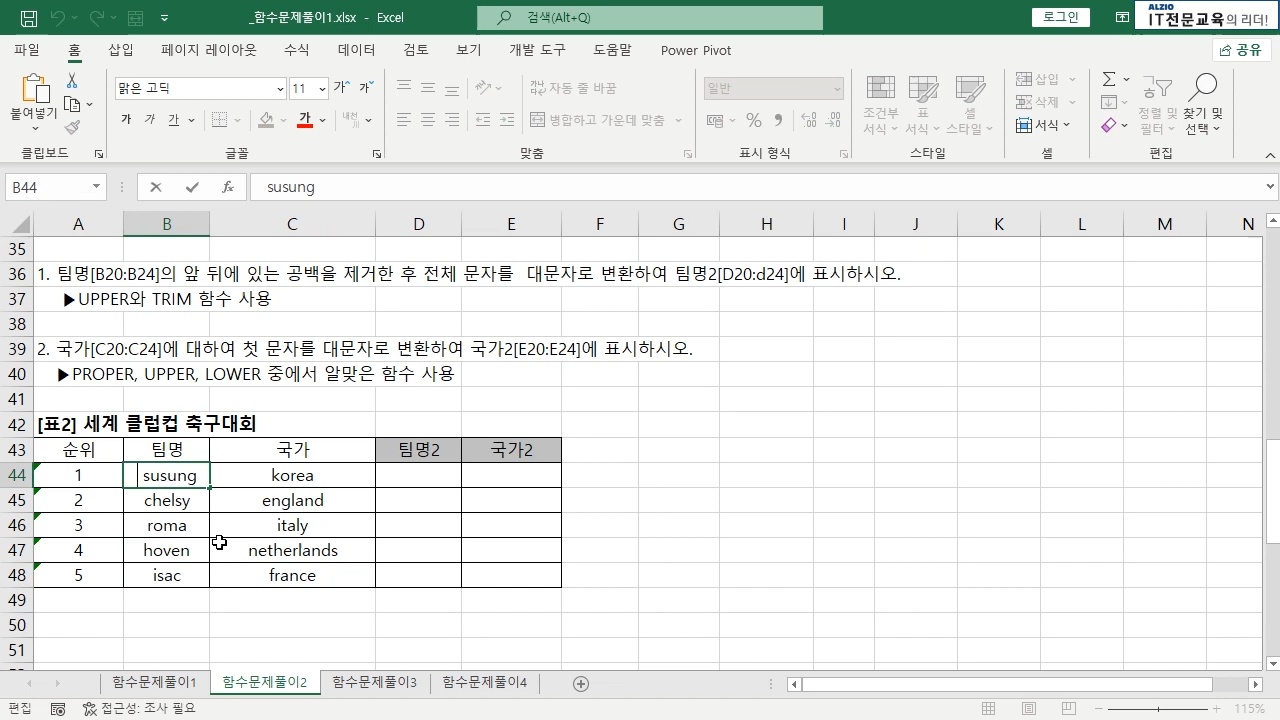 _함수문제풀이1.xlsx - Excel
검색(Alt+Q)
로그인
ALZIO
IT전문교육의 리더!
파일 홈 삽입 페이지 레이아웃 수식 데이터 검토 보기 개발 도구 도움말 Power Pivot 공유
붙여넣기
맑은 고딕 11 가 가
가 가 가 가 내천
가나다 자동 줄 바꿈
병합하고 가운데 맞춤
일반
% 9
조건부 서식
표 서식
셀 스타일
삽입
삭제
서식
정렬 및 필터
찾기 및 선택
클립보드 글꼴 맞춤 표시 형식 스타일 셀 편집
B44 fx susung
A B C D E F G H I J K L M N
35
36 1. 팀명[B20:B24]의 앞 뒤에 있는 공백을 제거한 후 전체 문자를 대문자로 변환하여 팀명2[D20:d24]에 표시하시오.
37 ▶UPPER와 TRIM 함수 사용
38
39 2. 국가[C20:C24]에 대하여 첫 문자를 대문자로 변환하여 국가2[E20:E24]에 표시하시오.
40 ▶PROPER, UPPER, LOWER 중에서 알맞은 함수 사용
41
42 [표2] 세계 클럽컵 축구대회
43 순위 팀명 국가 팀명2 국가2
44 1 susung korea
45 2 chelsy england
46 3 roma italy
47 4 hoven netherlands
48 5 isac france
49
50
51
함수문제풀이1 함수문제풀이2 함수문제풀이3 함수문제풀이4
편집 접근성: 조사 필요 115%